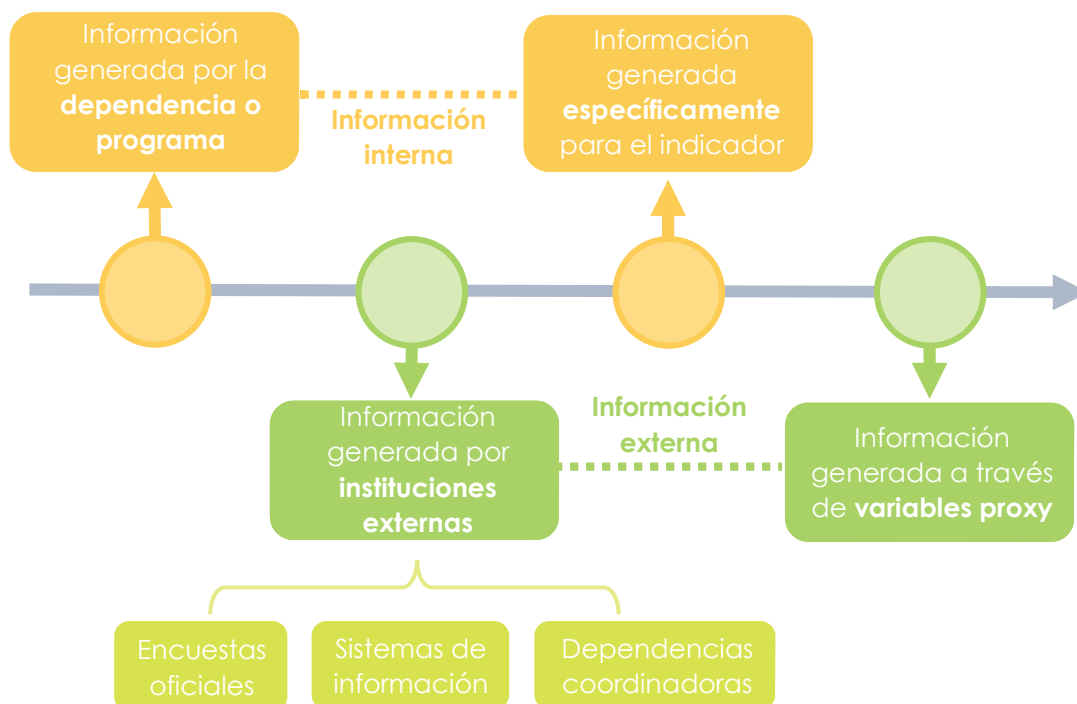 Información
generada por la
dependencia o
programa
Información
interna
Información
generada
específicamente
para el indicador
Información
generada por
instituciones
externas
Información
externa
Información
generada a través
de variables proxy
Encuestas
oficiales
Sistemas de
información
Dependencias
coordinadoras